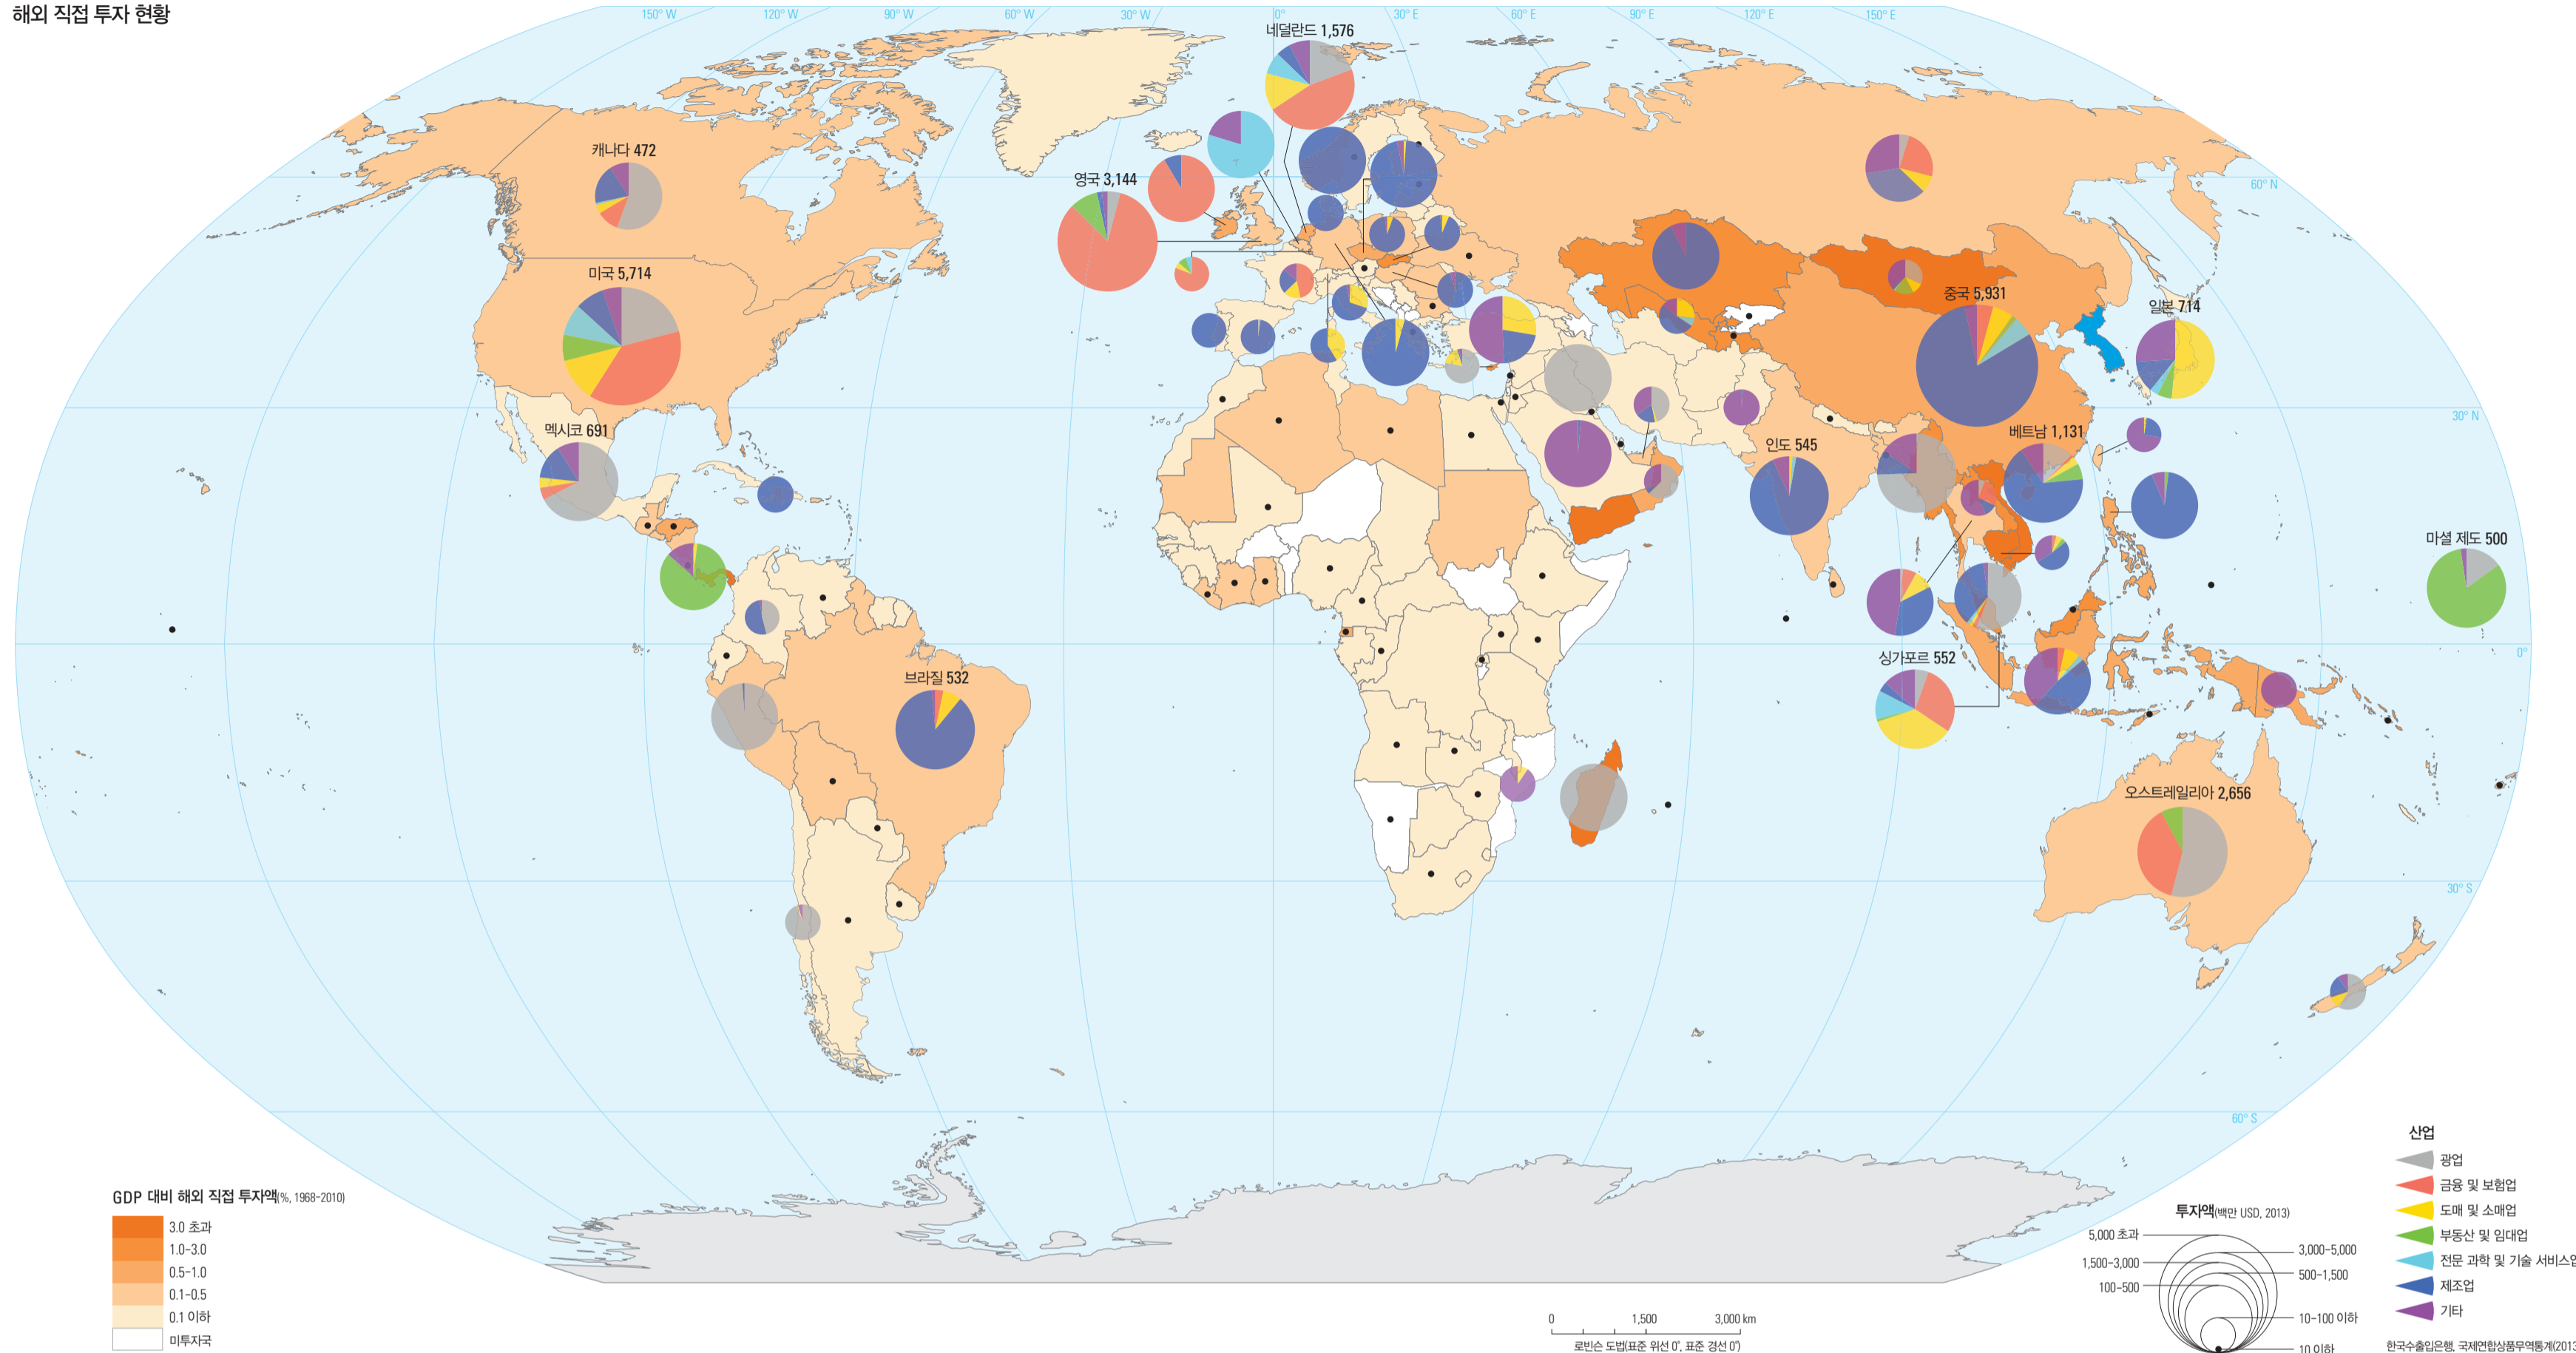 해외 직접 투자 현황
150° W
120° W
90° W
60° W
30° W
0°
30° E
60° E
90° E
120° E
150° E
네덜란드 1,576
캐나다 472
영국 3,144
60° N
미국 5,714
중국 5,931
일본 714
30° N
멕시코 691
인도 545
베트남 1,131
마셜 제도 500
0°
싱가포르 552
브라질 532
오스트레일리아 2,656
30° S
60° S
GDP 대비 해외 직접 투자액(%, 1968-2010)
3.0 초과
1.0-3.0
0.5-1.0
0.1-0.5
0.1 이하
미투자국
0 1,500 3,000 km
로빈슨 도법(표준 위선 0°, 표준 경선 0°)
투자액(백만 USD, 2013)
5,000 초과
3,000-5,000
1,500-3,000
500-1,500
100-500
10-100 이하
10 이하
산업
광업
금융 및 보험업
도매 및 소매업
부동산 및 임대업
전문 과학 및 기술 서비스업
제조업
기타
한국수출입은행, 국제연합상품무역통계(2013